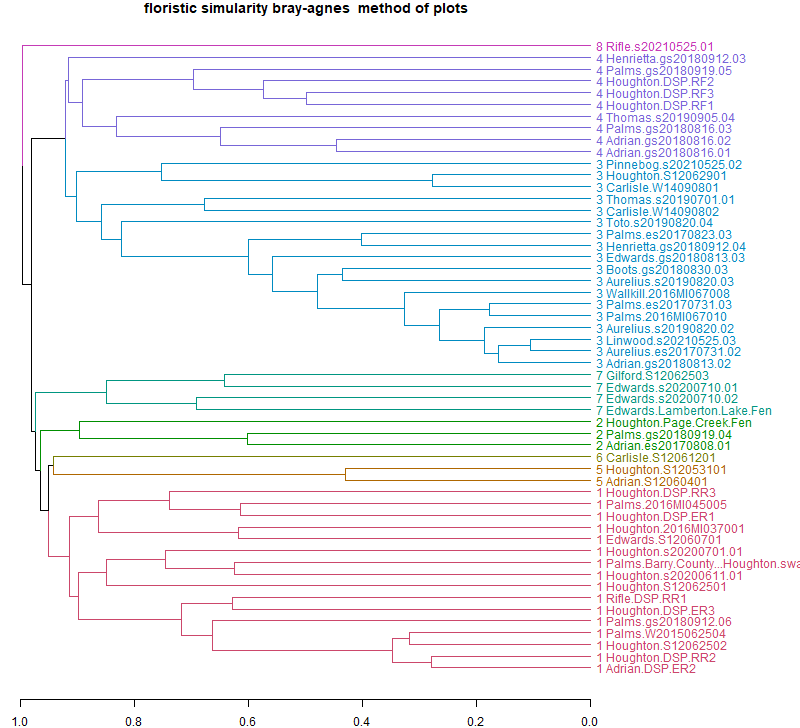 floristic simularity bray-agnes method of plots
8 Rifle.s20210525.01
4 Henrietta.gs20180912.03
4 Palms.gs20180919.05
4 Houghton.DSP.RF2
4 Houghton.DSP.RF3
4 Houghton.DSP.RF1
4 Thomas.s20190905.04
4 Palms.gs20180816.03
4 Adrian.gs20180816.02
4 Adrian.gs20180816.01
3 Pinnebog.s20210525.02
3 Houghton.S12062901
3 Carlisle.W14090801
3 Thomas.s20190701.01
3 Carlisle.W14090802
3 Toto.s20190820.04
3 Palms.es20170823.03
3 Henrietta.gs20180912.04
3 Edwards.gs20180813.03
3 Boots.gs20180830.03
3 Aurelius.s20190820.03
3 Wallkill.2016MI067008
3 Palms.es20170731.03
3 Palms.2016MI067010
3 Aurelius.s20190820.02
3 Linwood.s20210525.03
3 Aurelius.es20170731.02
3 Adrian.gs20180813.02
7 Gilford.S12062503
7 Edwards.s20200710.01
7 Edwards.s20200710.02
7 Edwards.Lamberton.Lake.Fen
2 Houghton.Page.Creek.Fen
2 Palms.gs20180919.04
2 Adrian.es20170808.01
6 Carlisle.S12061201
5 Houghton.S12053101
5 Adrian.S12060401
1 Houghton.DSP.RR3
1 Palms.2016MI045005
1 Houghton.DSP.ER1
1 Houghton.2016MI037001
1 Edwards.S12060701
1 Houghton.s20200701.01
1 Palms.Barry.County...Houghton.swa
1 Houghton.s20200611.01
1 Houghton.S12062501
1 Rifle.DSP.RR1
1 Houghton.DSP.ER3
1 Palms.gs20180912.06
1 Palms.W2015062504
1 Houghton.S12062502
1 Houghton.DSP.RR2
1 Adrian.DSP.ER2
1.0 0.8 0.6 0.4 0.2 0.0